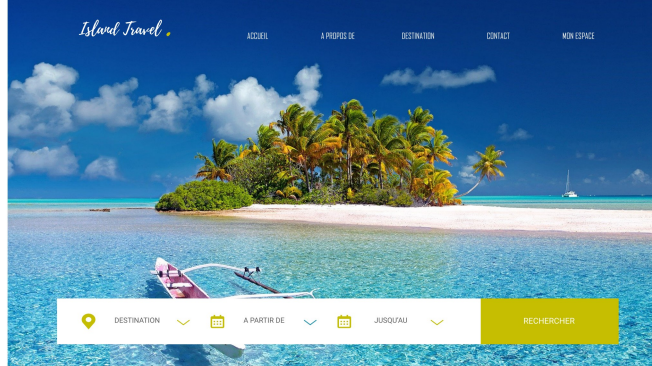 Island Travel.
ACCUEIL
A PROPOS DE
DESTINATION
CONTACT
MON ESPACE
DESTINATION
A PARTIR DE
JUSQU'AU
RECHERCHER